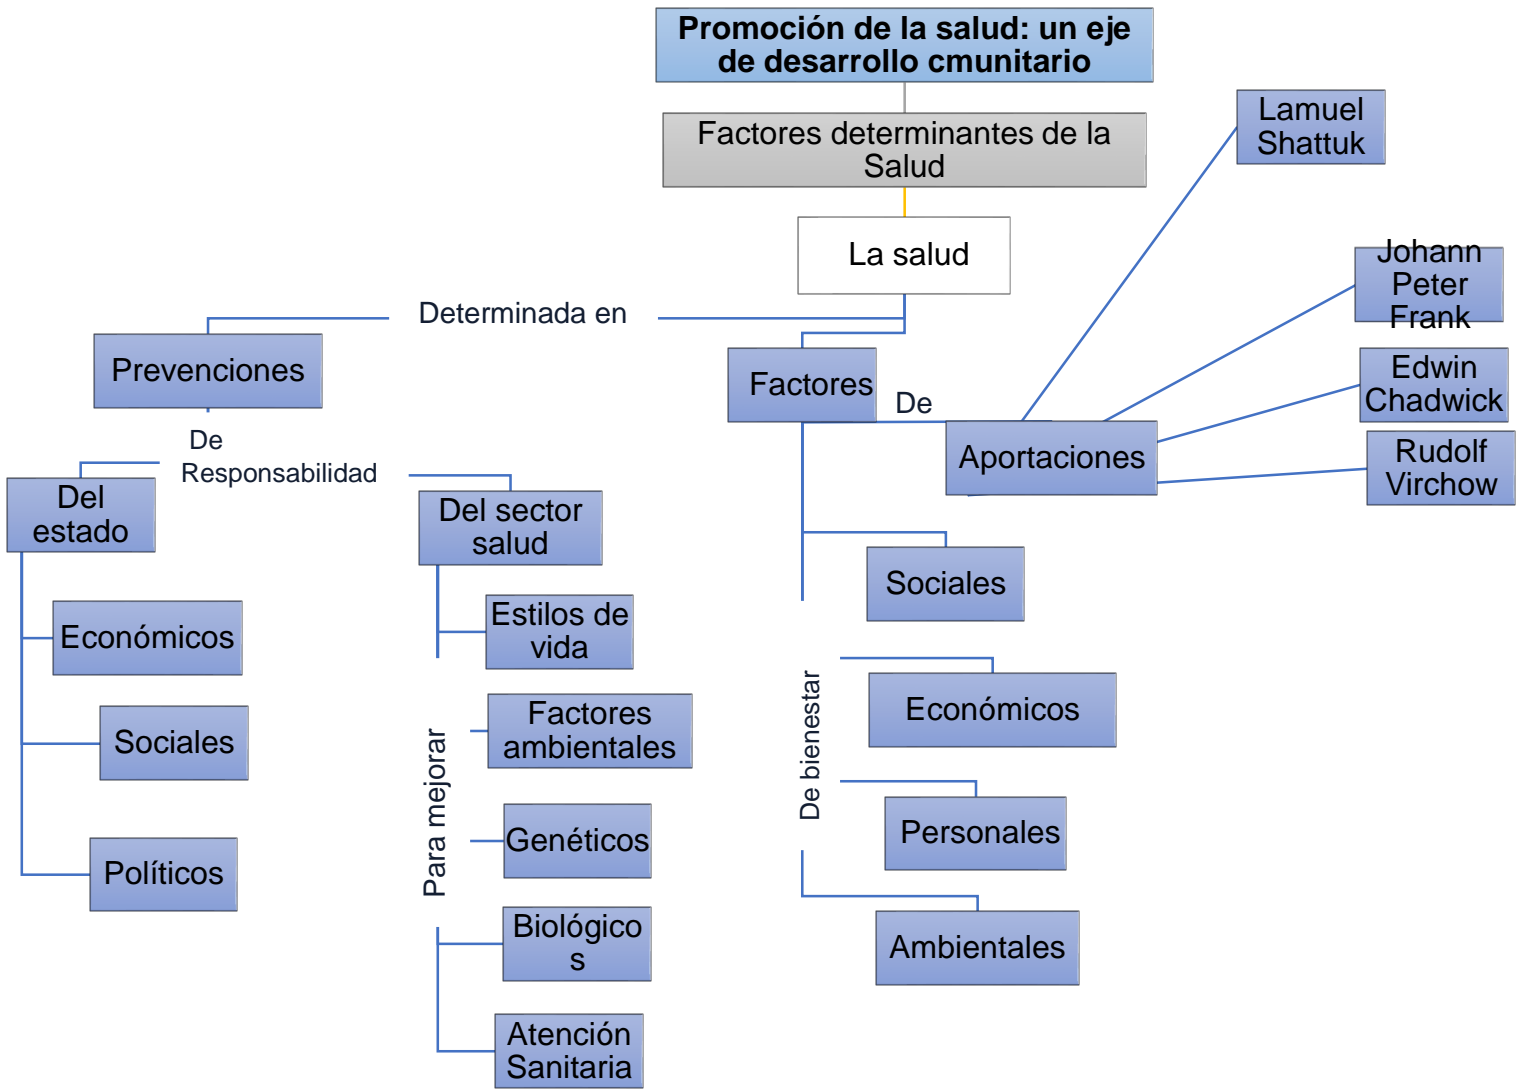 Promoción de la salud: un eje
de desarrollo cmunitario
Factores determinantes de la
Salud
La salud
Determinada en
Prevenciones
De
Responsabilidad
Del
estado
Económicos
Sociales
Políticos
Del sector
salud
Para mejorar
Estilos de
vida
Factores
ambientales
Genéticos
Biológico
s
Atención
Sanitaria
Factores
De
Aportaciones
Lamuel
Shattuk
Johann
Peter
Frank
Edwin
Chadwick
Rudolf
Virchow
De bienestar
Sociales
Económicos
Personales
Ambientales